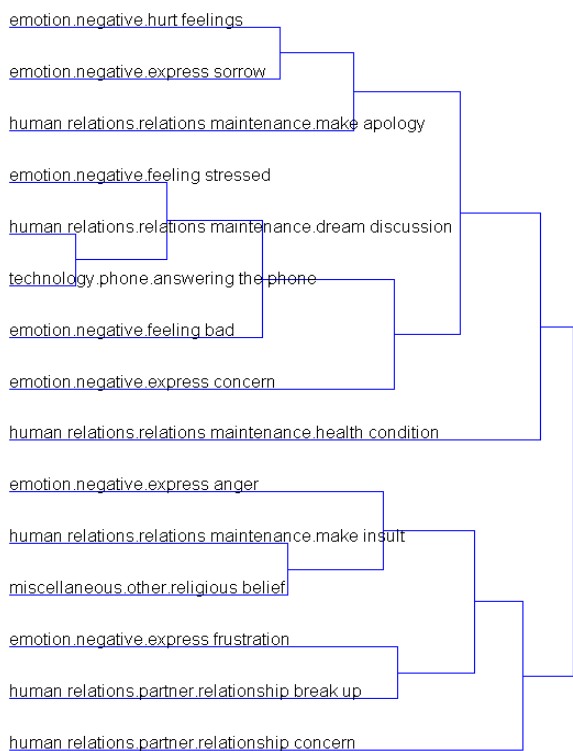 emotion.negative.hurt feelings
emotion.negative.express sorrow
human relations.relations maintenance.make apology
emotion.negative.feeling stressed
human relations.relations maintenance.dream discussion
technology.phone.answering the phone
emotion.negative.feeling bad
emotion.negative.express concern
human relations.relations maintenance.health condition
emotion.negative.express anger
human relations.relations maintenance.make insult
miscellaneous.other.religious belief
emotion.negative.express frustration
human relations.partner.relationship break up
human relations.partner.relationship concern